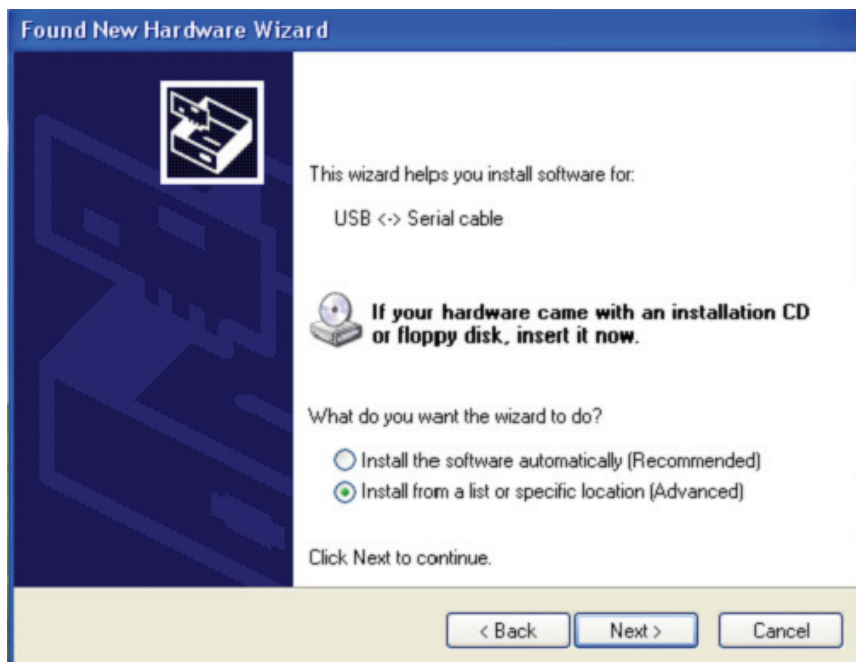 Found New Hardware Wizard
This wizard helps you install software for:
USB <-> Serial cable
If your hardware came with an installation CD
or floppy disk, insert it now.
What do you want the wizard to do?
Install the software automatically (Recommended)
Install from a list or specific location (Advanced)
Click Next to continue.
< Back Next > Cancel